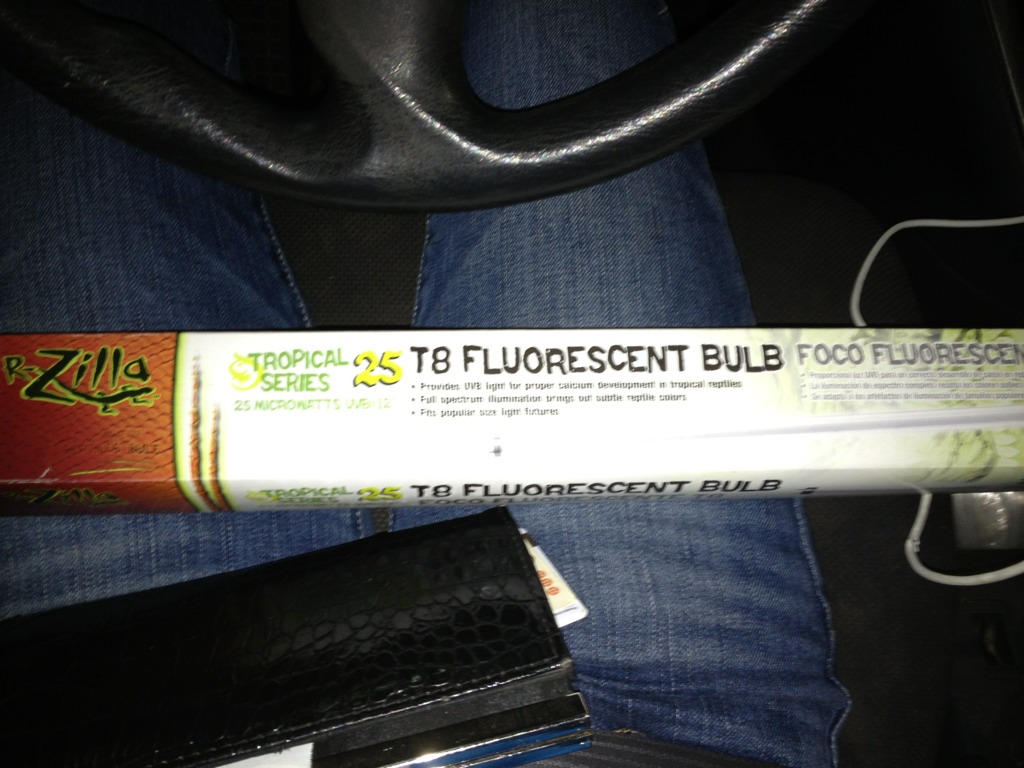 R-Zilla
TROPICAL SERIES 25
25 MICROWATTS UVB
T8 FLUORESCENT BULB
• Provides UVB light for proper calcium development in tropical reptiles
• Full spectrum illumination brings out subtle reptile colors
• Fits popular size light fixtures
FOCO FLUORESCEN
R-Zilla
TROPICAL SERIES 25
T8 FLUORESCENT BULB